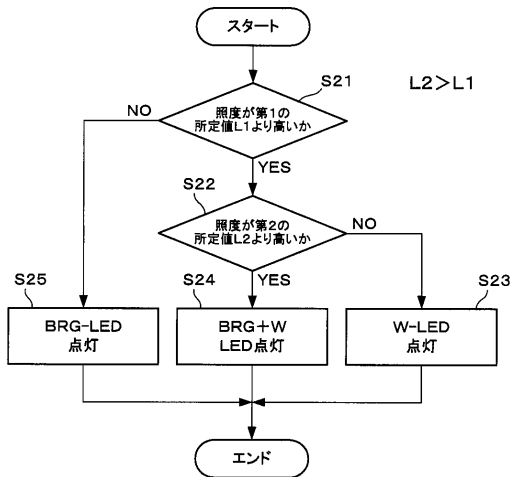 スタート
S21
L2>L1
照度が第1の
所定値L1より高いか
NO
YES
S22
照度が第2の
所定値L2より高いか
NO
YES
S25
S24
S23
BRG-LED
点灯
BRG+W
LED点灯
W-LED
点灯
エンド